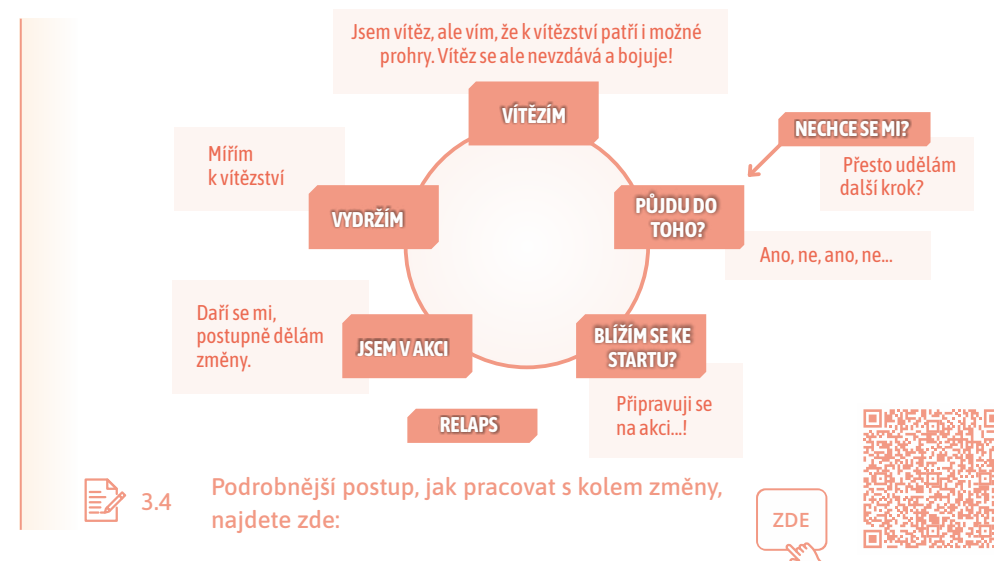 Jsem vítěz, ale vím, že k vítězství patří i možné
prohry. Vítěz se ale nevzdává a bojuje!
VÍTĚZÍM
NECHCE SE MI?
Přesto udělám
další krok?
Mířím
k vítězství
VYDRŽÍM
PŮJDU DO
TOHO?
Ano, ne, ano, ne...
Daří se mi,
postupně dělám
změny.
JSEM V AKCI
BLÍŽÍM SE KE
STARTU?
Připravuji se
na akci...!
RELAPS
3.4
Podrobnější postup, jak pracovat s kolem změny,
najdete zde:
ZDE